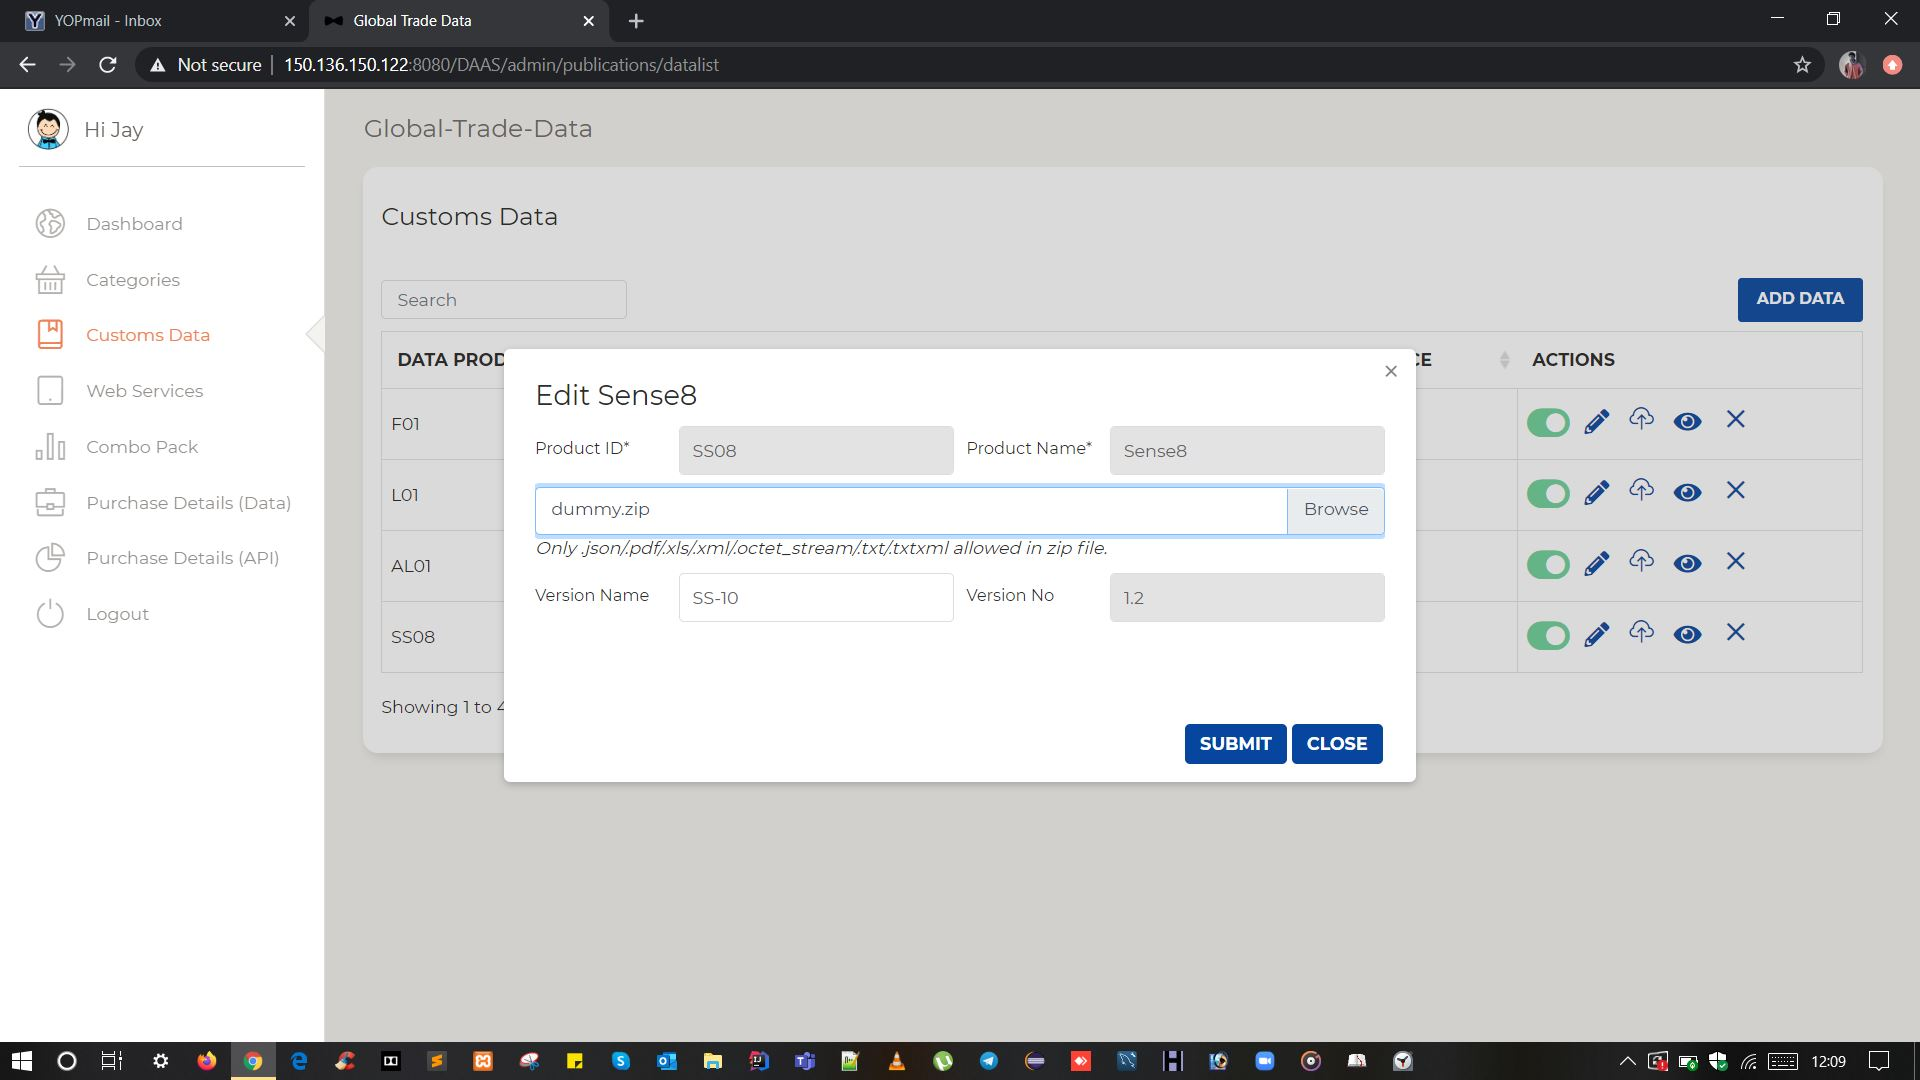 YOPmail - Inbox
Global Trade Data
Not secure
150.136.150.122:8080/DAAS/admin/publications/datalist
Hi Jay
Dashboard
Categories
Customs Data
Web Services
Combo Pack
Purchase Details (Data)
Purchase Details (API)
Logout
Global-Trade-Data
Customs Data
Search
ADD DATA
DATA PROD
CE
ACTIONS
F01
L01
AL01
SS08
Showing 1 to 4
Edit Sense8
Product ID*
SS08
Product Name*
Sense8
dummy.zip
Browse
Only .json/.pdf/.xls/.xml/.octet_stream/.txt/.txtxml allowed in zip file.
Version Name
SS-10
Version No
1.2
SUBMIT
CLOSE
12:09